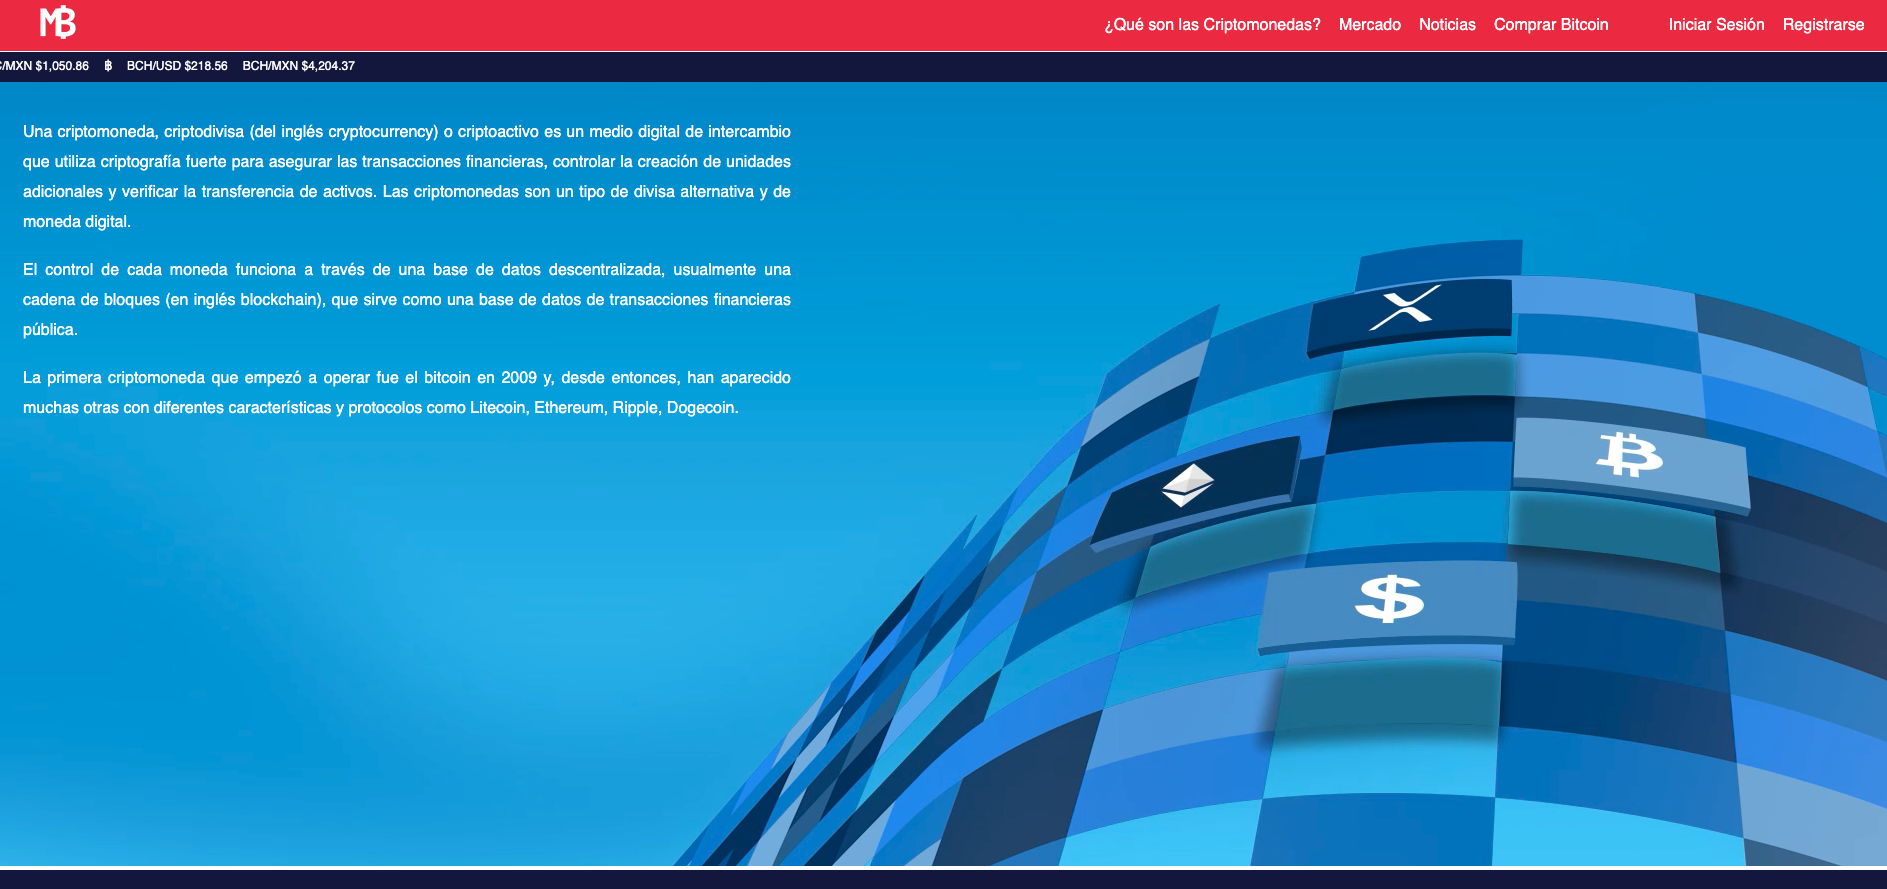 MB
¿Qué son las Criptomonedas? Mercado Noticias Comprar Bitcoin Iniciar Sesión Registrarse
/MXN $1,050.86 ฿ BCH/USD $218.56 BCH/MXN $4,204.37
Una criptomoneda, criptodivisa (del inglés cryptocurrency) o criptoactivo es un medio digital de intercambio
que utiliza criptografía fuerte para asegurar las transacciones financieras, controlar la creación de unidades
adicionales y verificar la transferencia de activos. Las criptomonedas son un tipo de divisa alternativa y de
moneda digital.
El control de cada moneda funciona a través de una base de datos descentralizada, usualmente una
cadena de bloques (en inglés blockchain), que sirve como una base de datos de transacciones financieras
pública.
La primera criptomoneda que empezó a operar fue el bitcoin en 2009 y, desde entonces, han aparecido
muchas otras con diferentes características y protocolos como Litecoin, Ethereum, Ripple, Dogecoin.
₿
$